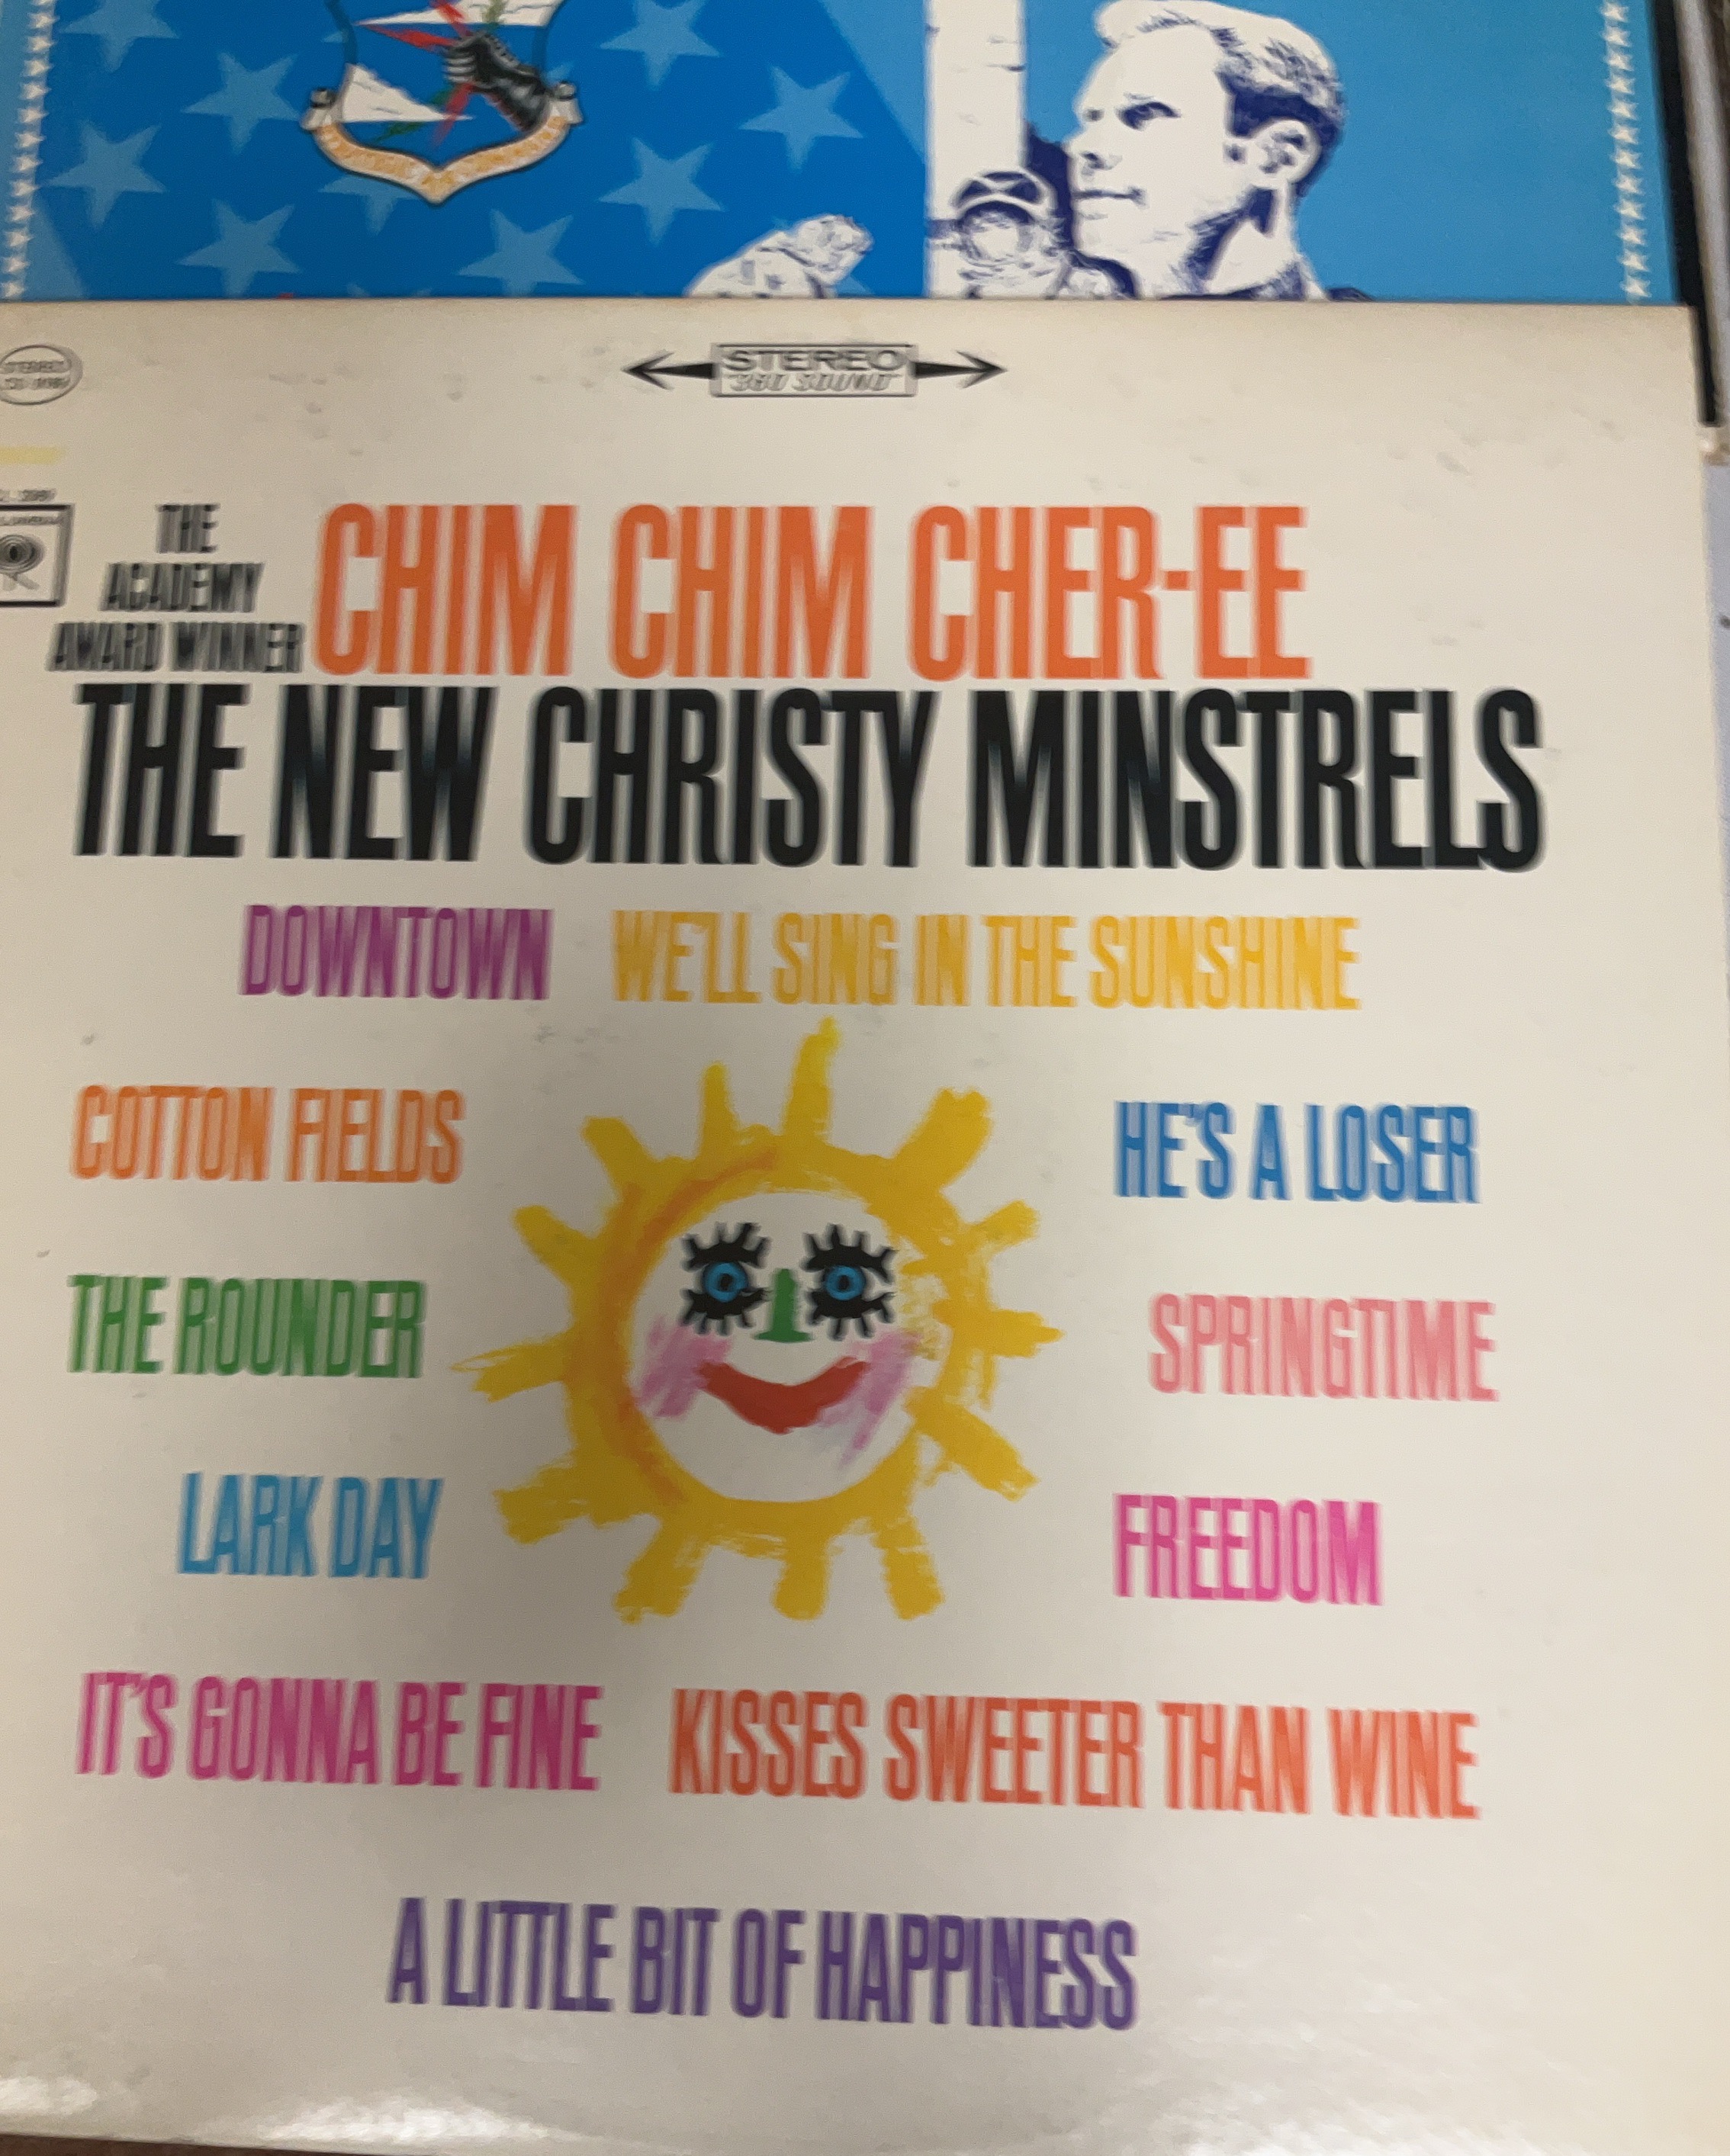 STEREO
"360 SOUND"
THE
ACADEMY
AWARD WINNER
CHIM CHIM CHER-EE
THE NEW CHRISTY MINSTRELS
DOWNTOWN WE'LL SING IN THE SUNSHINE
COTTON FIELDS HE'S A LOSER
THE ROUNDER SPRINGTIME
LARK DAY FREEDOM
IT'S GONNA BE FINE KISSES SWEETER THAN WINE
A LITTLE BIT OF HAPPINESS